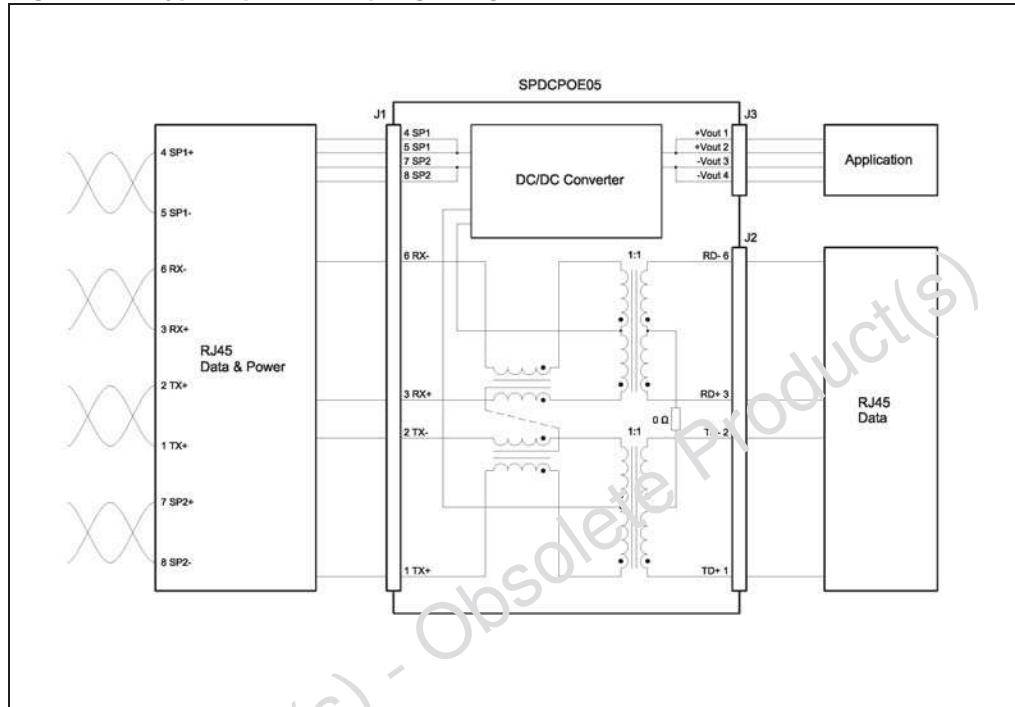 SPDCPOE05
J1
J3
4 SP1
5 SP1
7 SP2
8 SP2
+Vout 1
+Vout 2
-Vout 3
-Vout 4
DC/DC Converter
Application
4 SP1+
5 SP1-
6 RX-
3 RX+
2 TX+
1 TX+
7 SP2+
8 SP2-
RJ45
Data & Power
6 RX-
3 RX+
2 TX-
1 TX+
1:1
1:1
0 Ω
J2
RD- 6
RD+ 3
TD+ 1
RJ45
Data
(s) - Obsolete Product(s)